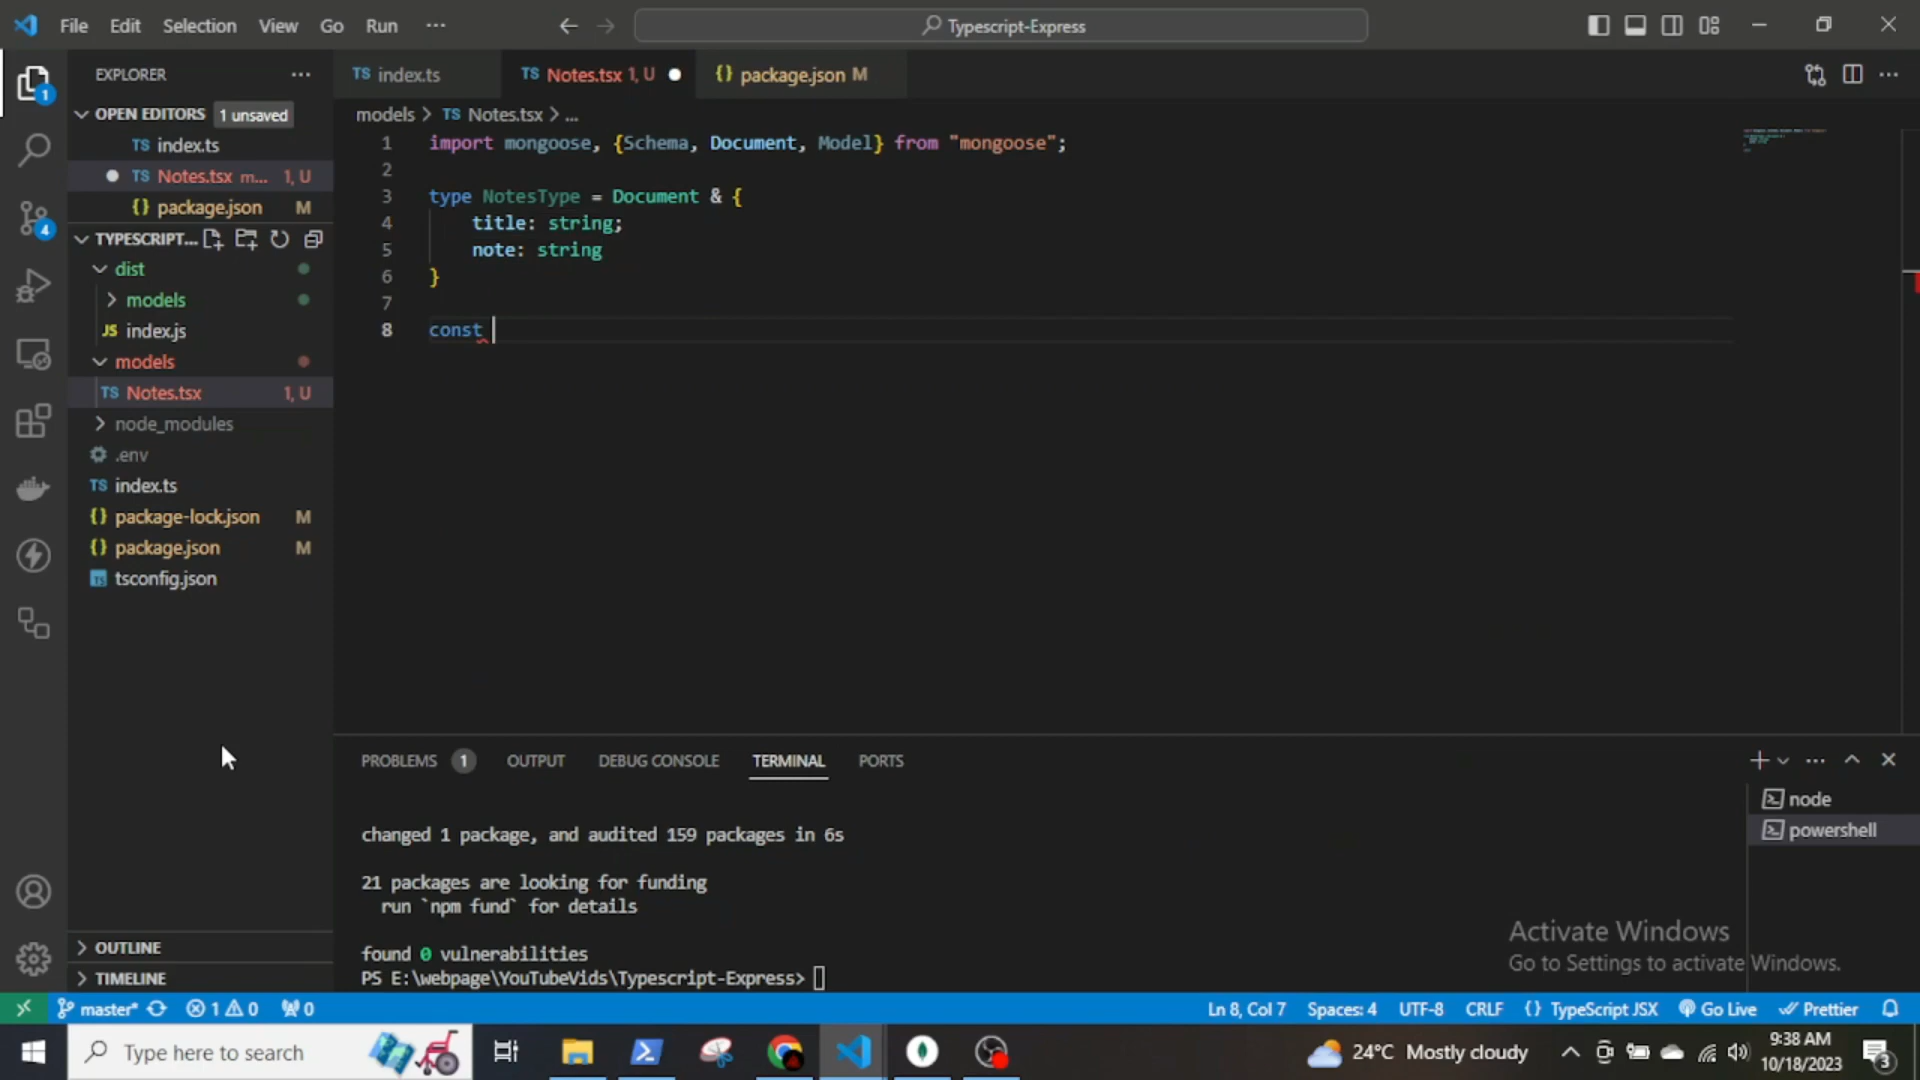 File Edit Selection View Go Run ··· Typescript-Express
EXPLORER ···
OPEN EDITORS 1 unsaved
TS index.ts
TS Notes.tsx m... 1, U
{} package.json M
TYPESCRIPT...
dist
models
JS index.js
models
TS Notes.tsx 1, U
node_modules
.env
TS index.ts
{} package-lock.json M
{} package.json M
TS tsconfig.json
OUTLINE
TIMELINE
TS index.ts TS Notes.tsx 1, U {} package.json M
models > TS Notes.tsx > ...
1 import mongoose, {Schema, Document, Model} from "mongoose";
2
3 type NotesType = Document & {
4 title: string;
5 note: string
6 }
7
8 const
PROBLEMS 1 OUTPUT DEBUG CONSOLE TERMINAL PORTS
changed 1 package, and audited 159 packages in 6s
21 packages are looking for funding
run `npm fund` for details
found 0 vulnerabilities
PS E:\webpage\YouTubeVids\Typescript-Express>
node
powershell
Activate Windows
Go to Settings to activate Windows.
master* 1 0 0 Ln 8, Col 7 Spaces: 4 UTF-8 CRLF {} TypeScript JSX Go Live Prettier
Type here to search 24°C Mostly cloudy 9:38 AM
10/18/2023 3
1
4